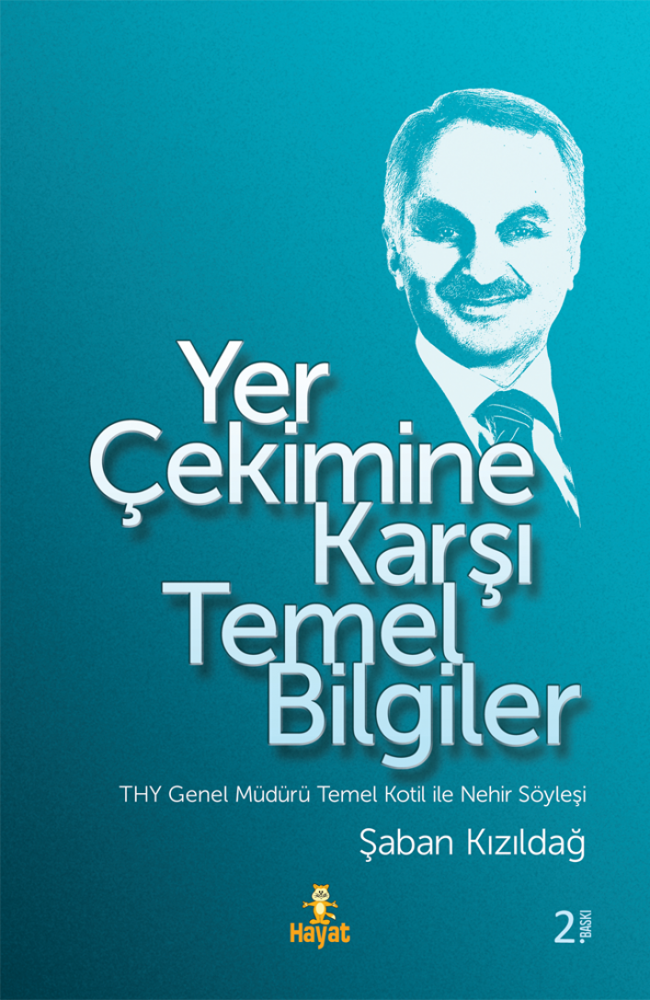 Yer
Çekimine
Karşı
Temel
Bilgiler
THY Genel Müdürü Temel Kotil ile Nehir Söyleşi
Şaban Kızıldağ
Hayat
2.BASKI